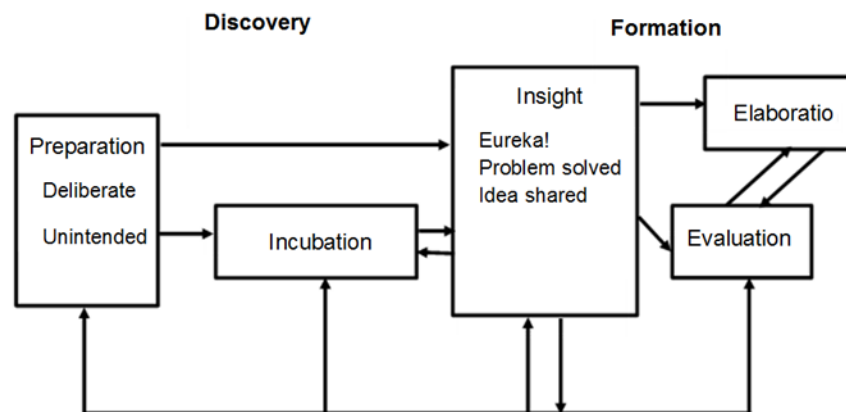 Discovery
Formation
Preparation
Deliberate
Unintended
Incubation
Insight
Eureka!
Problem solved
Idea shared
Elaboratio
Evaluation